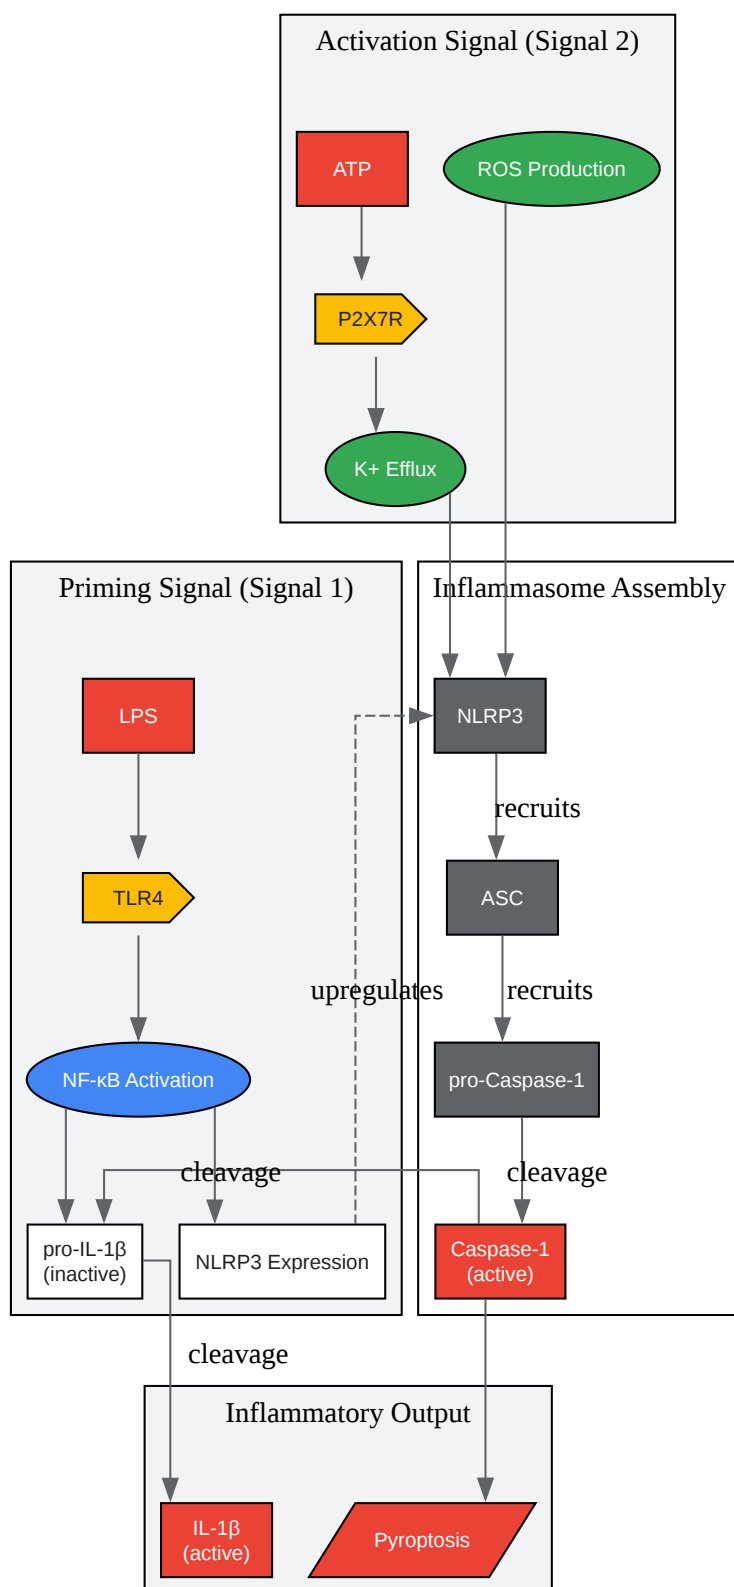 Activation Signal (Signal 2)
ATP
ROS Production
P2X7R
K+ Efflux
Priming Signal (Signal 1)
Inflammasome Assembly
LPS
NLRP3
recruits
TLR4
ASC
upregulates
recruits
NF-κB Activation
pro-Caspase-1
cleavage
cleavage
pro-IL-1β
(inactive)
NLRP3 Expression
Caspase-1
(active)
cleavage
Inflammatory Output
IL-1β
(active)
Pyroptosis